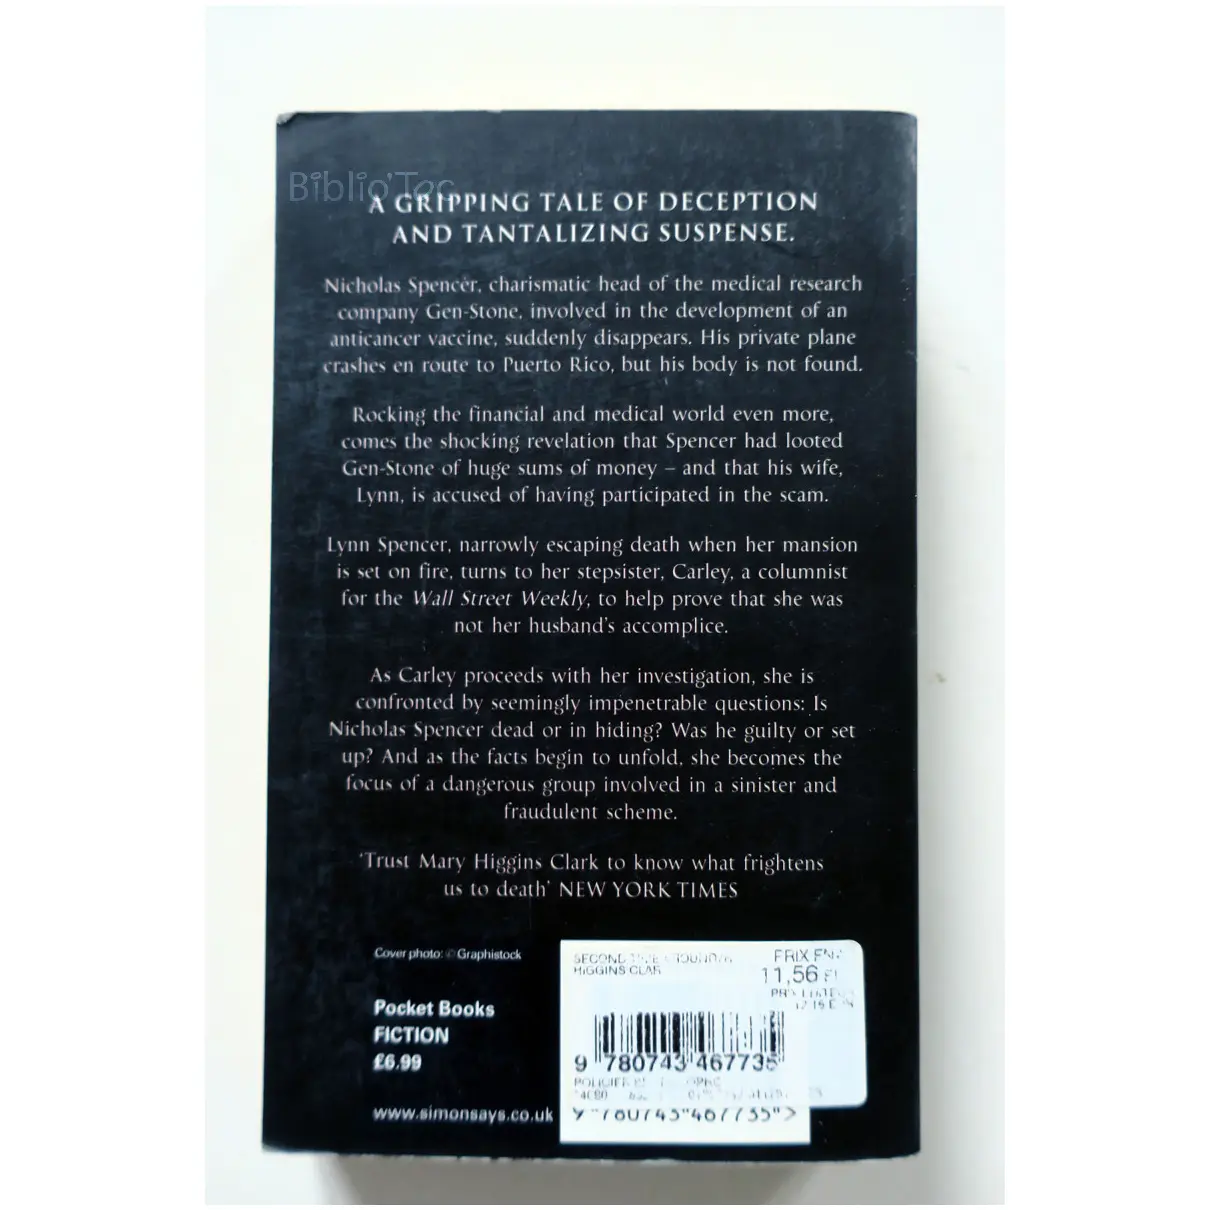 Biblio'Toc
A GRIPPING TALE OF DECEPTION
AND TANTALIZING SUSPENSE.
Nicholas Spencer, charismatic head of the medical research
company Gen-Stone, involved in the development of an
anticancer vaccine, suddenly disappears. His private plane
crashes en route to Puerto Rico, but his body is not found.
Rocking the financial and medical world even more,
comes the shocking revelation that Spencer had looted
Gen-Stone of huge sums of money – and that his wife,
Lynn, is accused of having participated in the scam.
Lynn Spencer, narrowly escaping death when her mansion
is set on fire, turns to her stepsister, Carley, a columnist
for the Wall Street Weekly, to help prove that she was
not her husband's accomplice.
As Carley proceeds with her investigation, she is
confronted by seemingly impenetrable questions: Is
Nicholas Spencer dead or in hiding? Was he guilty or set
up? And as the facts begin to unfold, she becomes the
focus of a dangerous group involved in a sinister and
fraudulent scheme.
'Trust Mary Higgins Clark to know what frightens
us to death' NEW YORK TIMES
Cover photo: © Graphistock
SECOND
HIGGINS CLAR
11,56
Pocket Books
FICTION
£6.99
9 780743 467735
www.simonsays.co.uk
9 "780743"467735">